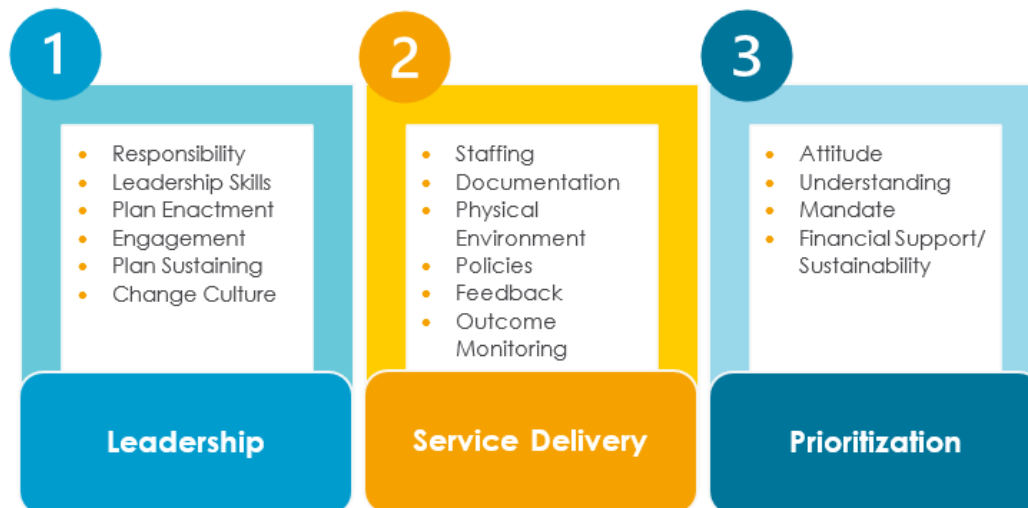 1
Responsibility
Leadership Skills
Plan Enactment
Engagement
Plan Sustaining
Change Culture
Leadership
2
Staffing
Documentation
Physical
Environment
Policies
Feedback
Outcome
Monitoring
Service Delivery
3
Attitude
Understanding
Mandate
Financial Support/
Sustainability
Prioritization